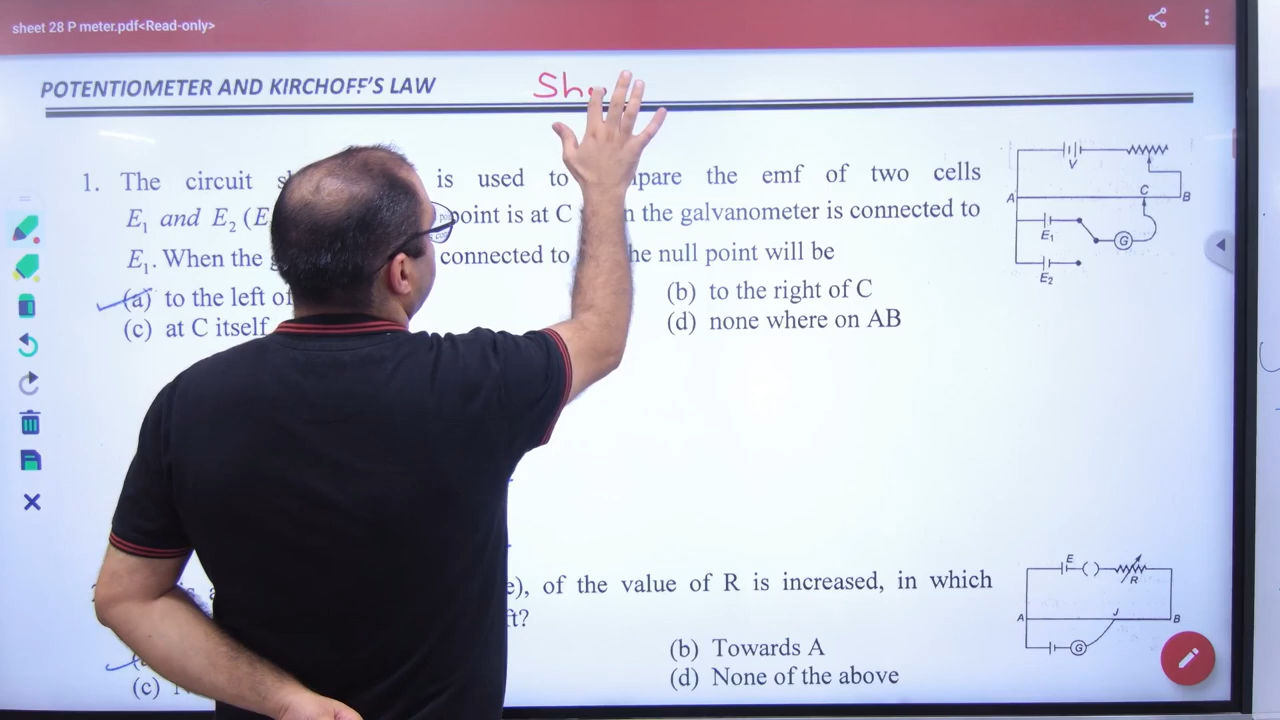 sheet 28 P meter.pdf<Read-only>
POTENTIOMETER AND KIRCHOFF'S LAW
Sh
1. The circuit is used to the emf of two cells
E₁ and E₂ (E point is at C the galvanometer is connected to
E₁. When the connected to null point will be
(a) to the left of
(b) to the right of C
(c) at C itself
(d) none where on AB
V
A
C
B
E₁
G
E₂
of the value of R is increased, in which
(b) Towards A
(c)
(d) None of the above
E
R
A
J
B
G